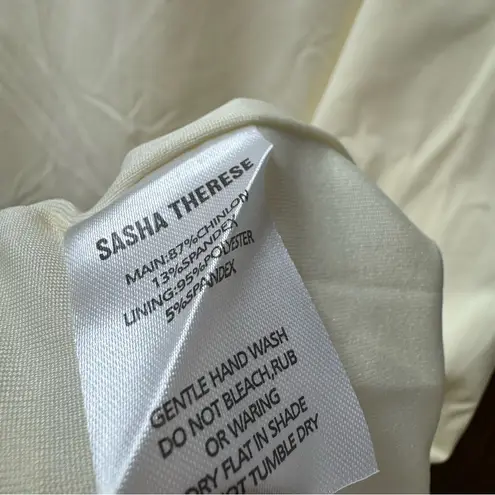 SASHA THERESE
MAIN:87%CHINLON
13%SPANDEX
LINING:95%POLYESTER
5%SPANDEX
GENTLE HAND WASH
DO NOT BLEACH,RUB
OR WARING
DRY FLAT IN SHADE
NOT TUMBLE DRY